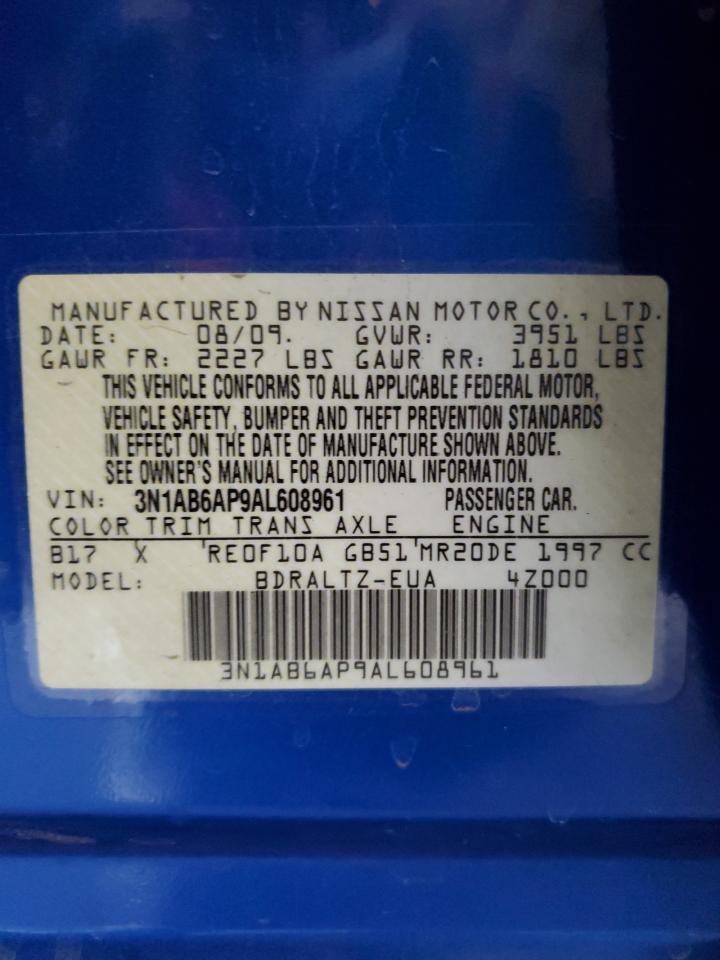 MANUFACTURED BY NISSAN MOTOR CO., LTD.
DATE: 08/09. GVWR: 3951 LBS
GAWR FR: 2227 LBS GAWR RR: 1810 LBS
THIS VEHICLE CONFORMS TO ALL APPLICABLE FEDERAL MOTOR,
VEHICLE SAFETY, BUMPER AND THEFT PREVENTION STANDARDS
IN EFFECT ON THE DATE OF MANUFACTURE SHOWN ABOVE.
SEE OWNER'S MANUAL FOR ADDITIONAL INFORMATION.
VIN: 3N1AB6AP9AL608961 PASSENGER CAR.
COLOR TRIM TRANS AXLE ENGINE
B17 X RE0F10A GB51 MR20DE 1997 CC
MODEL: BDRALTZ-EUA 4Z000
3N1AB6AP9AL608961